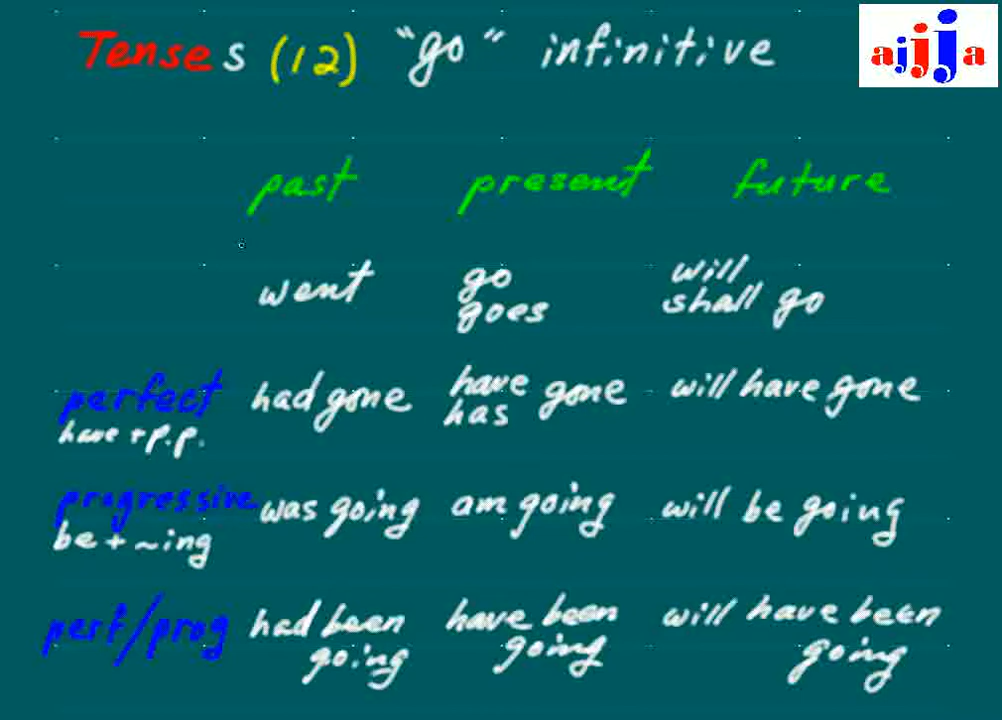 Tenses (12) "go" infinitive
aijja
past present future
went go goes will shall go
perfect had gone have has gone will have gone
have + p.p.
progressive was going am going will be going
be + ~ing
perf/prog had been going have been going will have been going